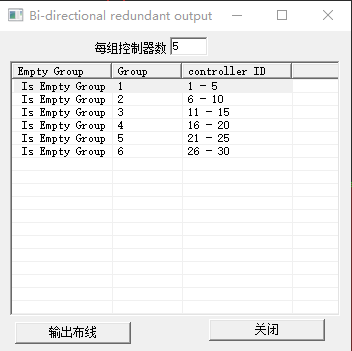 Bi-directional redundant output
每组控制器数 5
Empty Group Group controller ID
Is Empty Group 1 1 - 5
Is Empty Group 2 6 - 10
Is Empty Group 3 11 - 15
Is Empty Group 4 16 - 20
Is Empty Group 5 21 - 25
Is Empty Group 6 26 - 30
输出布线 关闭